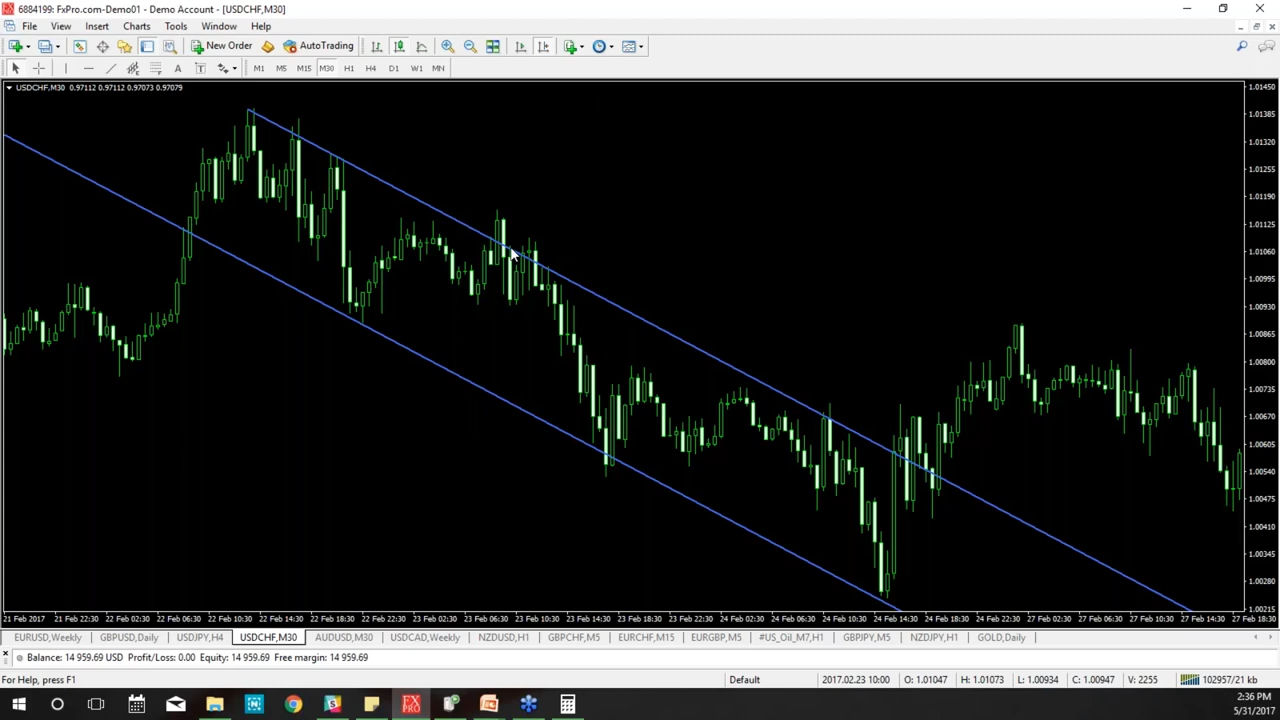 6884199: FxPro.com-Demo01 - Demo Account - [USDCHF,M30]
File View Insert Charts Tools Window Help
New Order AutoTrading
A T M1 M5 M15 M30 H1 H4 D1 W1 MN
USDCHF,M30 0.97112 0.97112 0.97073 0.97079
1.01450
1.01385
1.01320
1.01255
1.01190
1.01125
1.01060
1.00995
1.00930
1.00865
1.00800
1.00735
1.00670
1.00605
1.00540
1.00475
1.00410
1.00345
1.00280
1.00215
21 Feb 2017 21 Feb 22:30 22 Feb 02:30 22 Feb 06:30 22 Feb 10:30 22 Feb 14:30 22 Feb 18:30 22 Feb 22:30 23 Feb 02:30 23 Feb 06:30 23 Feb 10:30 23 Feb 14:30 23 Feb 18:30 23 Feb 22:30 24 Feb 02:30 24 Feb 06:30 24 Feb 10:30 24 Feb 14:30 24 Feb 18:30 24 Feb 22:30 27 Feb 02:30 27 Feb 06:30 27 Feb 10:30 27 Feb 14:30 27 Feb 18:30
EURUSD,Weekly GBPUSD,Daily USDJPY,H4 USDCHF,M30 AUDUSD,M30 USDCAD,Weekly NZDUSD,H1 GBPCHF,M5 EURCHF,M15 EURGBP,M5 #US_Oil_M7,H1 GBPJPY,M5 NZDJPY,H1 GOLD,Daily
Balance: 14 959.69 USD Profit/Loss: 0.00 Equity: 14 959.69 Free margin: 14 959.69
For Help, press F1 Default 2017.02.23 10:00 O: 1.01047 H: 1.01073 L: 1.00934 C: 1.00947 V: 2255 102957/21 kb
FX
PRO
2:36 PM
5/31/2017